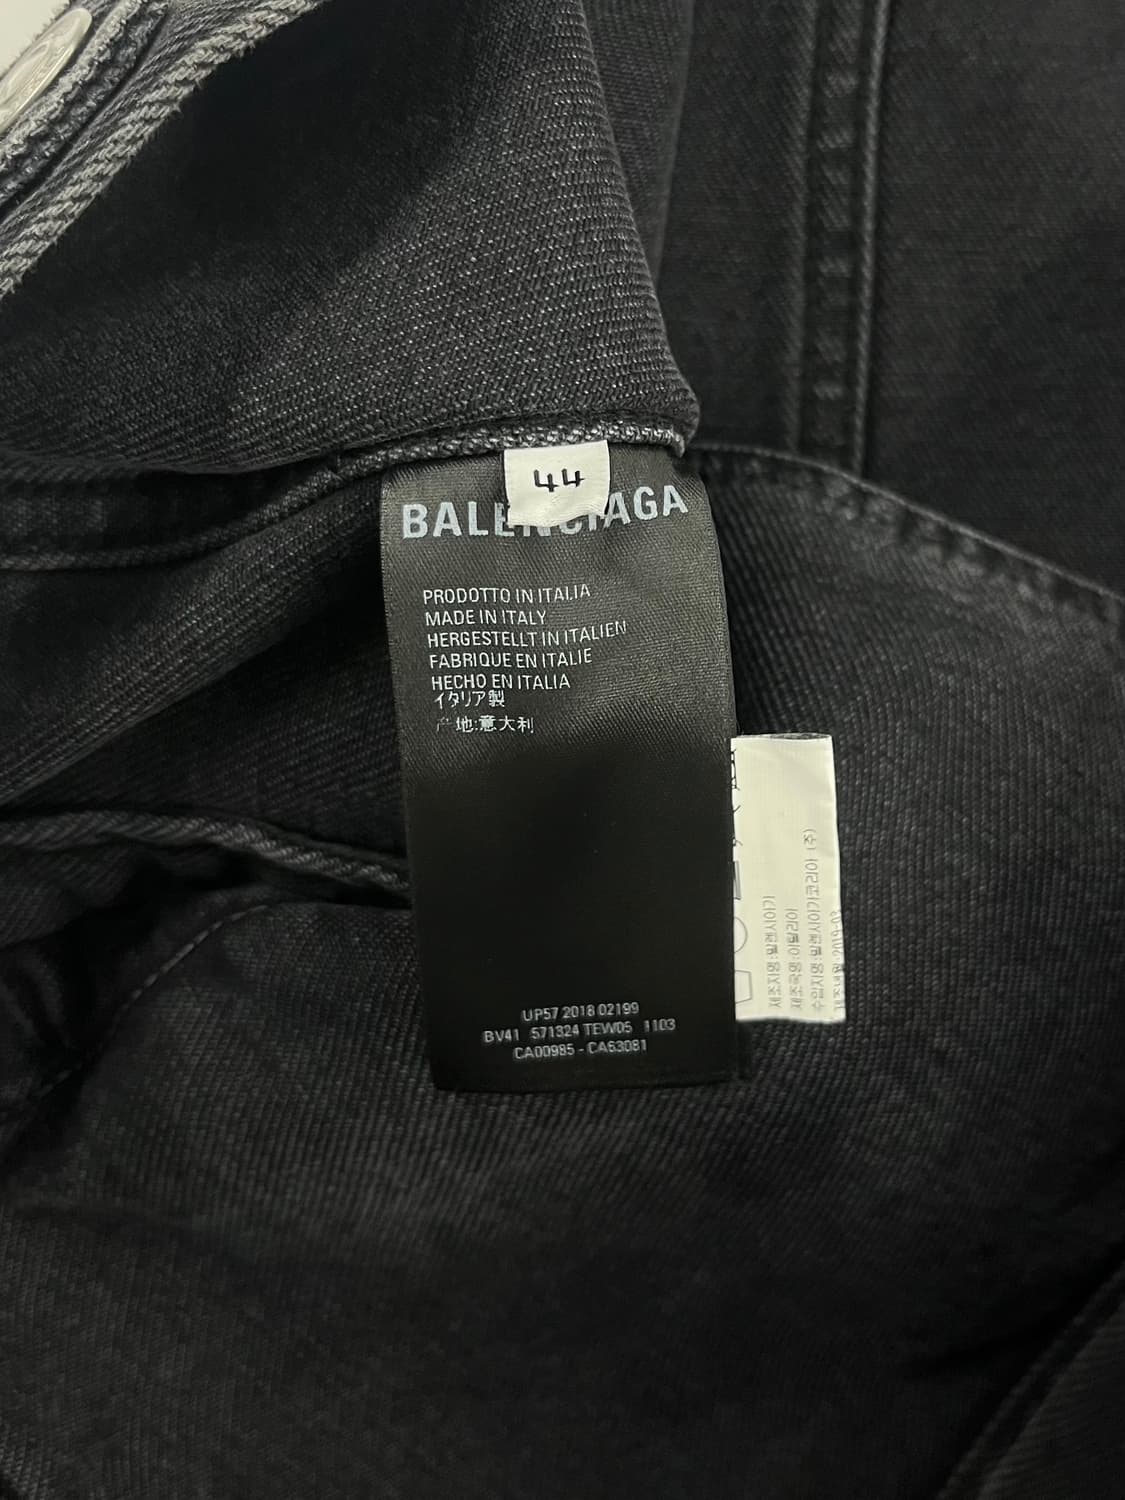 44
BALENCIAGA
PRODOTTO IN ITALIA
MADE IN ITALY
HERGESTELLT IN ITALIEN
FABRIQUE EN ITALIE
HECHO EN ITALIA
イタリア製
产地:意大利
UP57 2018 02199
BV41 571324 TEW05 1103
CA00985 - CA63081